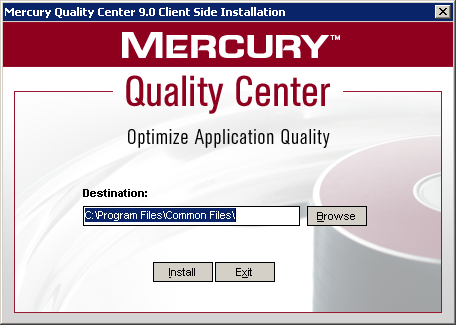 Mercury Quality Center 9.0 Client Side Installation
MERCURY™
Quality Center
Optimize Application Quality
Destination:
C:\Program Files\Common Files\
Browse
Install Exit